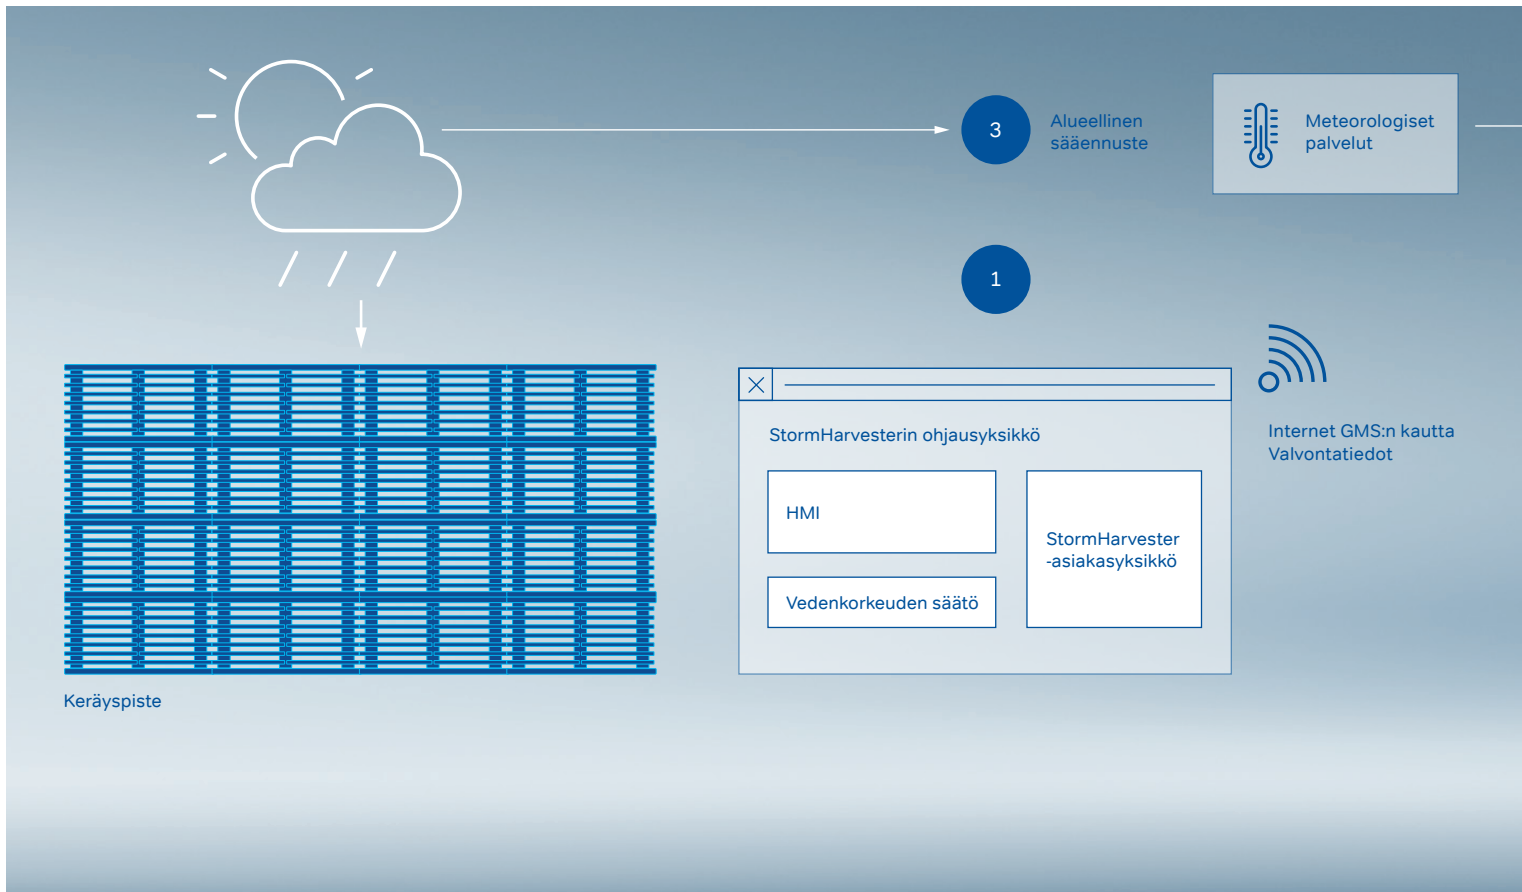 3
Alueellinen
sääennuste
Meteorologiset
palvelut
1
StormHarvesterin ohjausyksikkö
HMI
Vedenkorkeuden säätö
StormHarvester
-asiakasyksikkö
Internet GMS:n kautta
Valvontatiedot
Keräyspiste